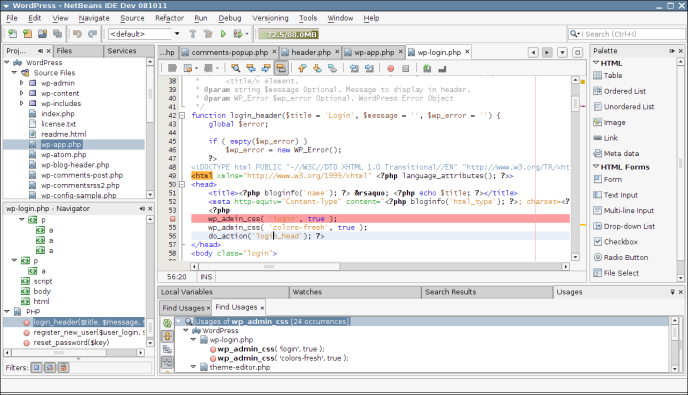 WordPress - NetBeans IDE Dev 081011
File Edit View Navigate Source Refactor Run Debug Versioning Tools Window Help
<default>
72.5/88.0MB
Search (Ctrl+I)
Proj...
Files
Services
WordPress
Source Files
wp-admin
wp-content
wp-includes
index.php
license.txt
readme.html
wp-app.php
wp-atom.php
wp-blog-header.php
wp-comments-post.php
wp-commentsrss2.php
wp-config-sample.php
wp-login.php - Navigator
p
a
a
a
p
a
script
body
html
PHP
login_header($title, $message,
register_new_user($user_login, $
reset_password($key)
Filters:
...hp
comments-popup.php
header.php
wp-app.php
wp-login.php
38 * <title/> element.
39 * @param string $message Optional. Message to display in header.
40 * @param WP_Error $wp_error Optional. WordPress Error Object
41 */
42 function login_header($title = 'Login', $message = '', $wp_error = '') {
43 global $error;
44
45 if ( empty($wp_error) )
46 $wp_error = new WP_Error();
47 ?>
48 <!DOCTYPE html PUBLIC "-//W3C//DTD XHTML 1.0 Transitional//EN" "http://www.w3.org/TR/xht
<html xmlns="http://www.w3.org/1999/xhtml" <?php language_attributes(); ?>>
50 <head>
51 <title><?php bloginfo('name'); ?> &rsaquo; <?php echo $title; ?></title>
52 <meta http-equiv="Content-Type" content="<?php bloginfo('html_type'); ?>; charset=<?
53 <?php
wp_admin_css( 'login', true );
55 wp_admin_css( 'colors-fresh', true );
56 do_action('login_head'); ?>
57 </head>
58 <body class="login">
56:20 INS
Local Variables
Watches
Search Results
Usages
Find Usages
Find Usages
Usages of wp_admin_css [24 occurrences]
WordPress
wp-login.php
wp_admin_css( 'login', true );
wp_admin_css( 'colors-fresh', true );
theme-editor.php
Palette
HTML
Table
Ordered List
Unordered List
Image
Link
Meta data
HTML Forms
Form
Text Input
Multi-line Input
Drop-down List
Checkbox
Radio Button
File Select